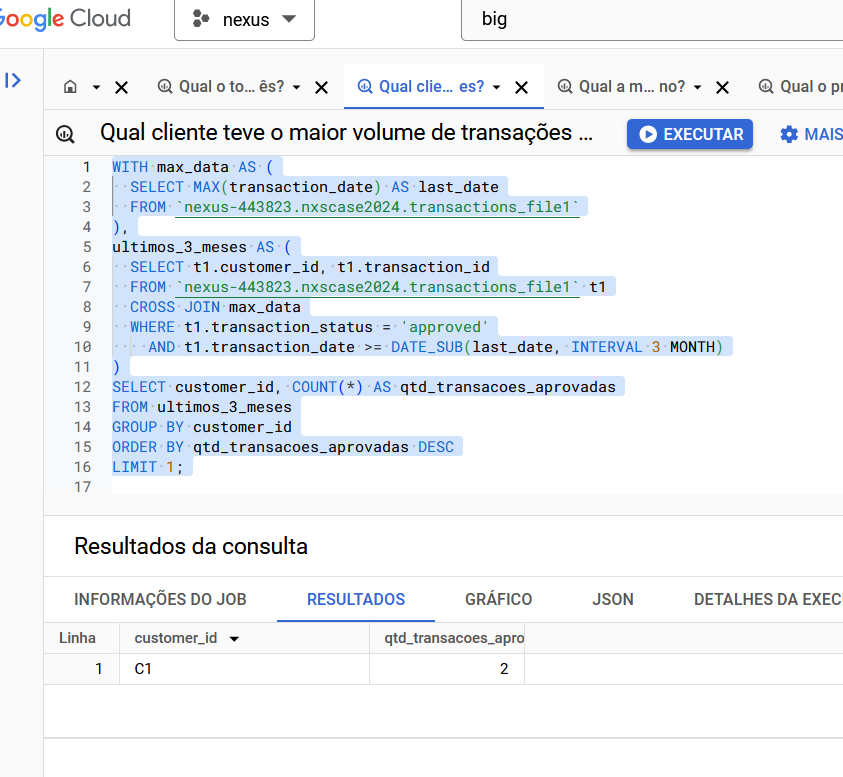 Google Cloud
nexus
big
Qual o to... ês?
Qual clie... es?
Qual a m... no?
Qual o pr
Qual cliente teve o maior volume de transações ...
EXECUTAR
MAIS
1 WITH max_data AS (
2 SELECT MAX(transaction_date) AS last_date
3 FROM `nexus-443823.nxscase2024.transactions_file1`
4 ),
5 ultimos_3_meses AS (
6 SELECT t1.customer_id, t1.transaction_id
7 FROM `nexus-443823.nxscase2024.transactions_file1` t1
8 CROSS JOIN max_data
9 WHERE t1.transaction_status = 'approved'
10 AND t1.transaction_date >= DATE_SUB(last_date, INTERVAL 3 MONTH)
11 )
12 SELECT customer_id, COUNT(*) AS qtd_transacoes_aprovadas
13 FROM ultimos_3_meses
14 GROUP BY customer_id
15 ORDER BY qtd_transacoes_aprovadas DESC
16 LIMIT 1;
17
Resultados da consulta
INFORMAÇÕES DO JOB
RESULTADOS
GRÁFICO
JSON
DETALHES DA EXEC
Linha customer_id qtd_transacoes_apro
1 C1 2